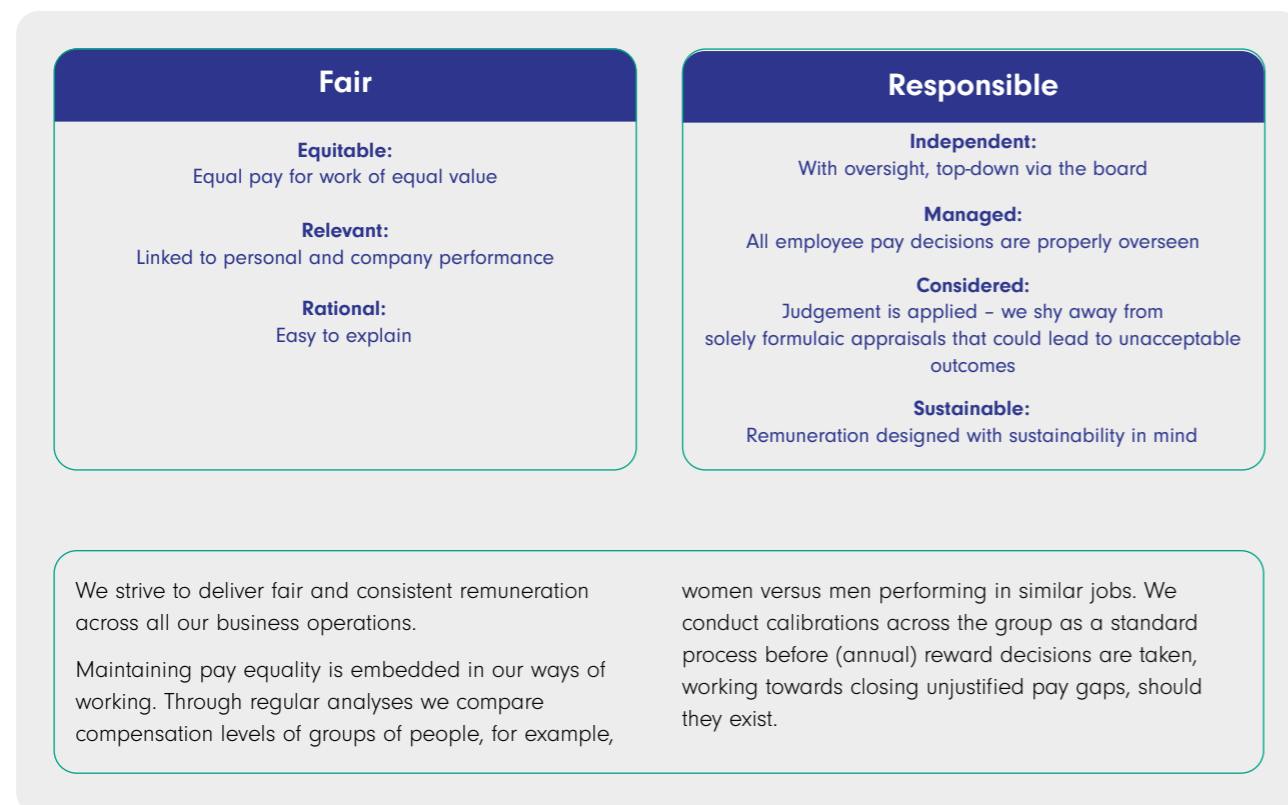 Fair
Equitable:
Equal pay for work of equal value
Relevant:
Linked to personal and company performance
Rational:
Easy to explain
Responsible
Independent:
With oversight, top-down via the board
Managed:
All employee pay decisions are properly overseen
Considered:
Judgement is applied – we shy away from
solely formulaic appraisals that could lead to unacceptable
outcomes
Sustainable:
Remuneration designed with sustainability in mind
We strive to deliver fair and consistent remuneration
across all our business operations.
Maintaining pay equality is embedded in our ways of
working. Through regular analyses we compare
compensation levels of groups of people, for example,
women versus men performing in similar jobs. We
conduct calibrations across the group as a standard
process before (annual) reward decisions are taken,
working towards closing unjustified pay gaps, should
they exist.